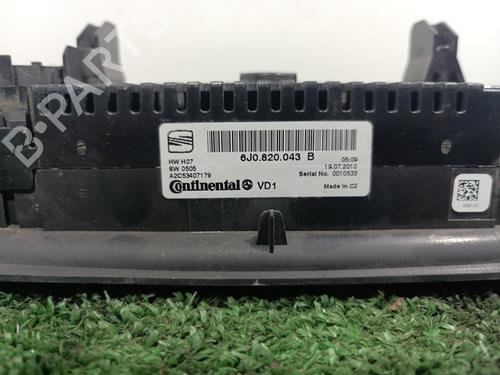 B-PARTS
6J0.820.043 B
HW H07
05:09
SW 0505
19.07.2010
A2C53407179
Serial No. 0010533
Continental VD1
Made in CZ